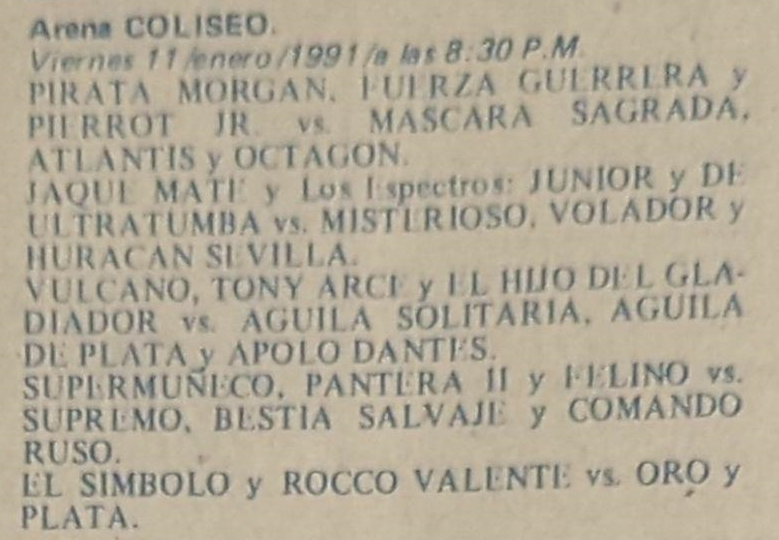 Arena COLISEO.
Viernes 11/enero/1991/a las 8:30 P.M.
PIRATA MORGAN, FUERZA GUERRERA y
PIERROT JR. vs. MASCARA SAGRADA,
ATLANTIS y OCTAGON.
JAQUE MATE y Los Espectros: JUNIOR y DE
ULTRATUMBA vs. MISTERIOSO, VOLADOR y
HURACAN SEVILLA.
VULCANO, TONY ARCE y EL HIJO DEL GLA-
DIADOR vs. AGUILA SOLITARIA, AGUILA
DE PLATA y APOLO DANTES.
SUPERMUÑECO, PANTERA II y FELINO vs.
SUPREMO, BESTIA SALVAJE y COMANDO
RUSO.
EL SIMBOLO y ROCCO VALENTE vs. ORO y
PLATA.